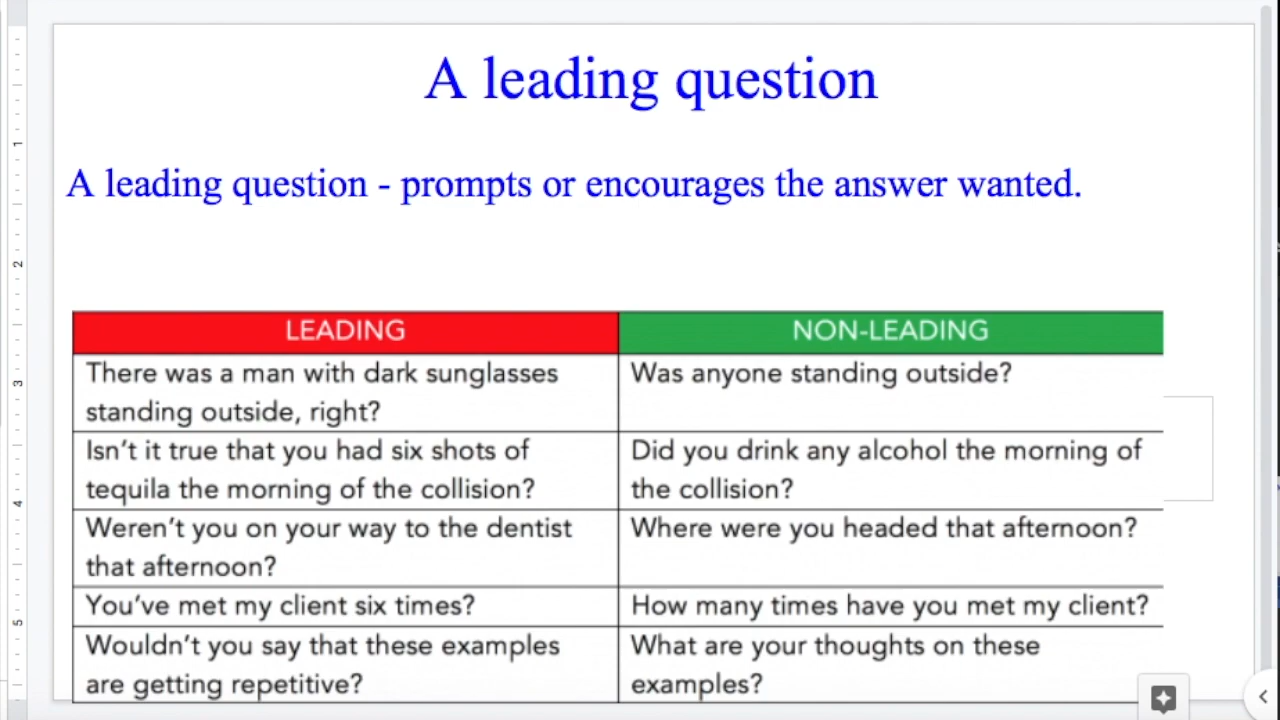 A leading question
A leading question - prompts or encourages the answer wanted.
LEADING
NON-LEADING
There was a man with dark sunglasses
standing outside, right?
Was anyone standing outside?
Isn't it true that you had six shots of
tequila the morning of the collision?
Did you drink any alcohol the morning of
the collision?
Weren't you on your way to the dentist
that afternoon?
Where were you headed that afternoon?
You've met my client six times?
How many times have you met my client?
Wouldn't you say that these examples
are getting repetitive?
What are your thoughts on these
examples?
1
2
3
4
5